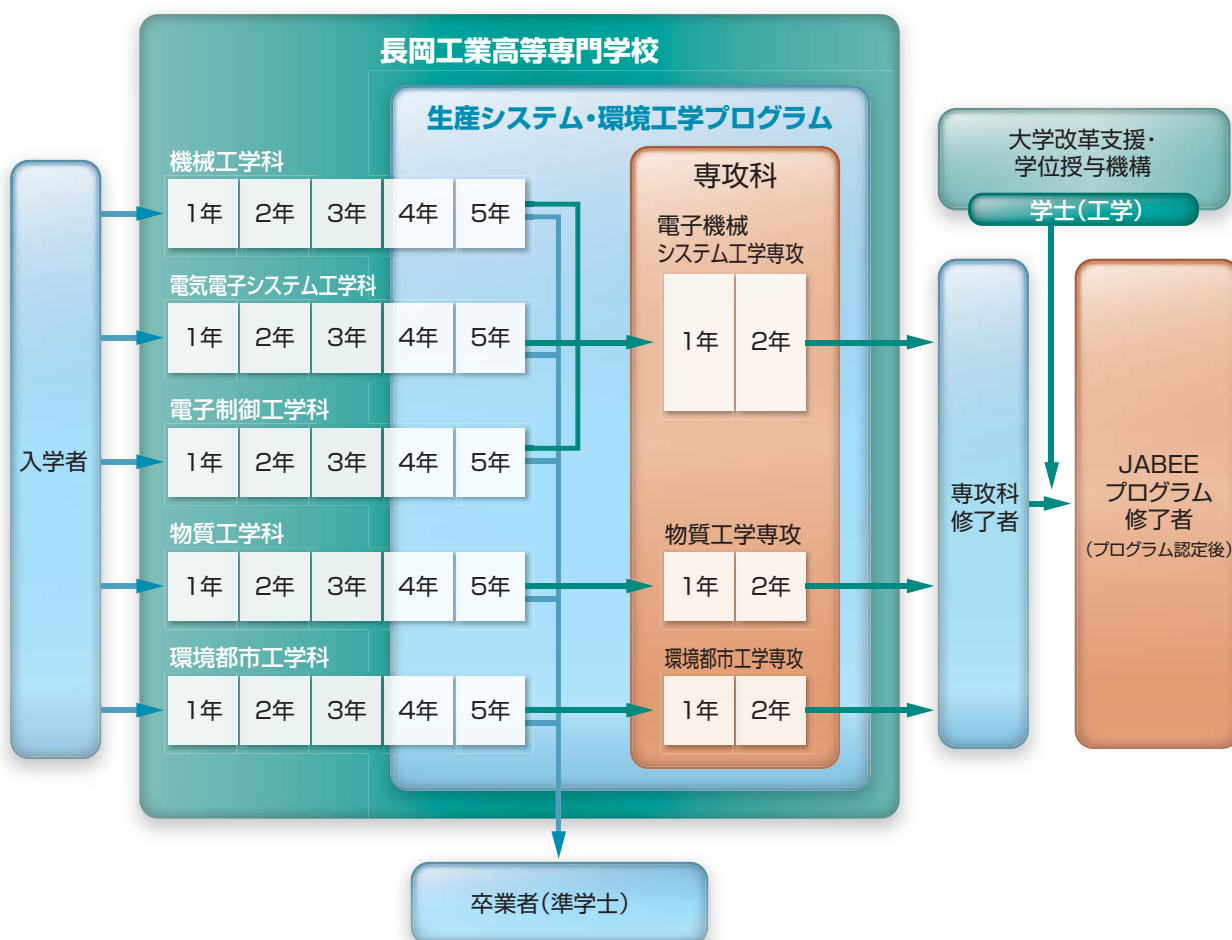 長岡工業高等専門学校
生産システム・環境工学プログラム
入学者
機械工学科
1年 2年 3年 4年 5年
電気電子システム工学科
1年 2年 3年 4年 5年
電子制御工学科
1年 2年 3年 4年 5年
物質工学科
1年 2年 3年 4年 5年
環境都市工学科
1年 2年 3年 4年 5年
専攻科
電子機械
システム工学専攻
1年 2年
物質工学専攻
1年 2年
環境都市工学専攻
1年 2年
大学改革支援・
学位授与機構
学士(工学)
専攻科
修了者
JABEE
プログラム
修了者
(プログラム認定後)
卒業者(準学士)